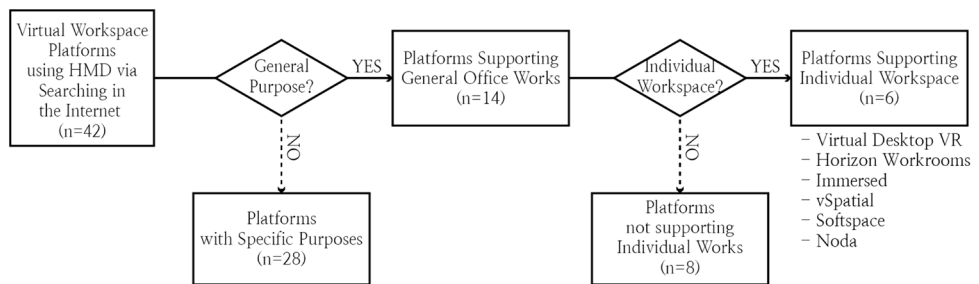 Virtual Workspace
Platforms
using HMD via
Searching in
the Internet
(n=42)
General
Purpose?
YES
NO
Platforms
with Specific Purposes
(n=28)
Platforms Supporting
General Office Works
(n=14)
Individual
Workspace?
YES
NO
Platforms
not supporting
Individual Works
(n=8)
Platforms Supporting
Individual Workspace
(n=6)
- Virtual Desktop VR
- Horizon Workrooms
- Immersed
- vSpatial
- Softspace
- Noda